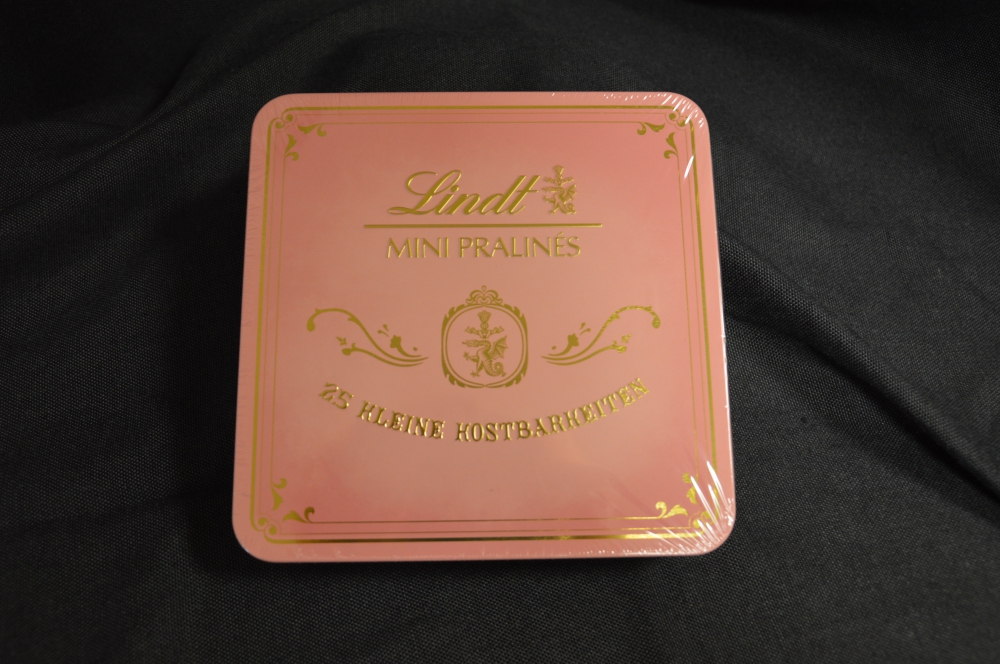 Lindt
MINI PRALINÉS
25 KLEINE KOSTBARKEITEN